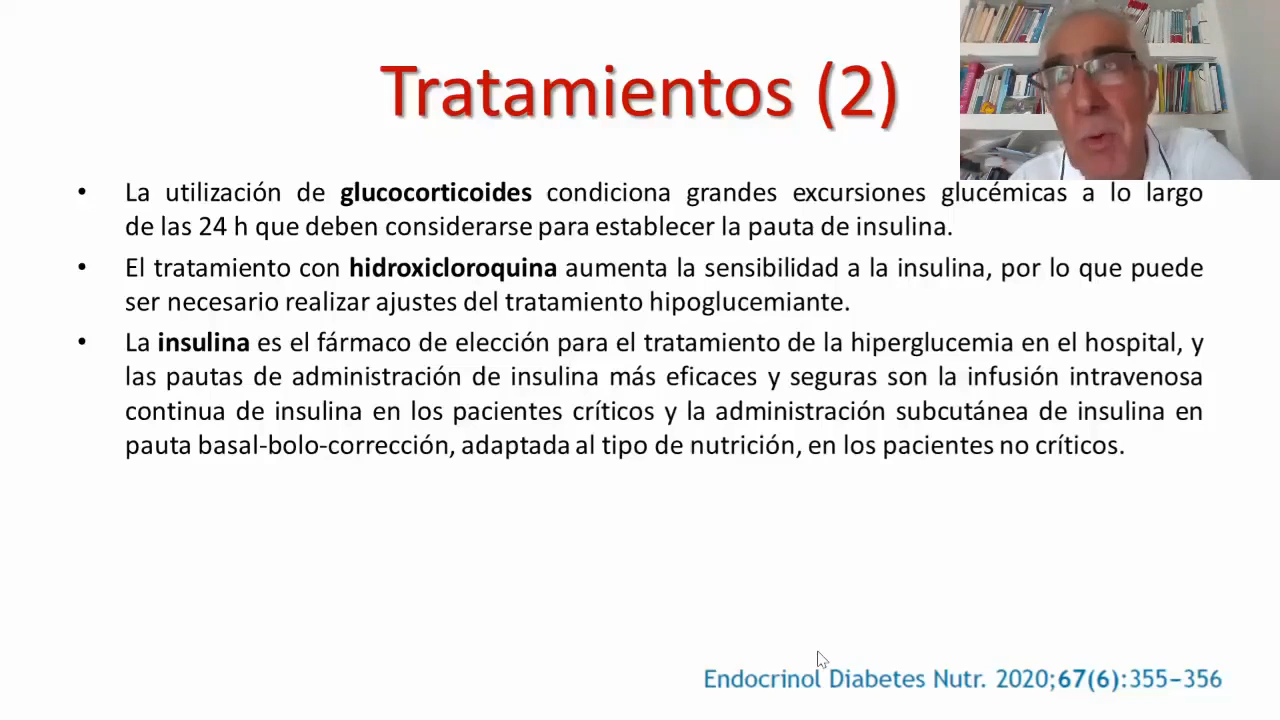 Tratamientos (2)
• La utilización de glucocorticoides condiciona grandes excursiones glucémicas a lo largo
de las 24 h que deben considerarse para establecer la pauta de insulina.
• El tratamiento con hidroxicloroquina aumenta la sensibilidad a la insulina, por lo que puede
ser necesario realizar ajustes del tratamiento hipoglucemiante.
• La insulina es el fármaco de elección para el tratamiento de la hiperglucemia en el hospital, y
las pautas de administración de insulina más eficaces y seguras son la infusión intravenosa
continua de insulina en los pacientes críticos y la administración subcutánea de insulina en
pauta basal-bolo-corrección, adaptada al tipo de nutrición, en los pacientes no críticos.
Endocrinol Diabetes Nutr. 2020;67(6):355–356